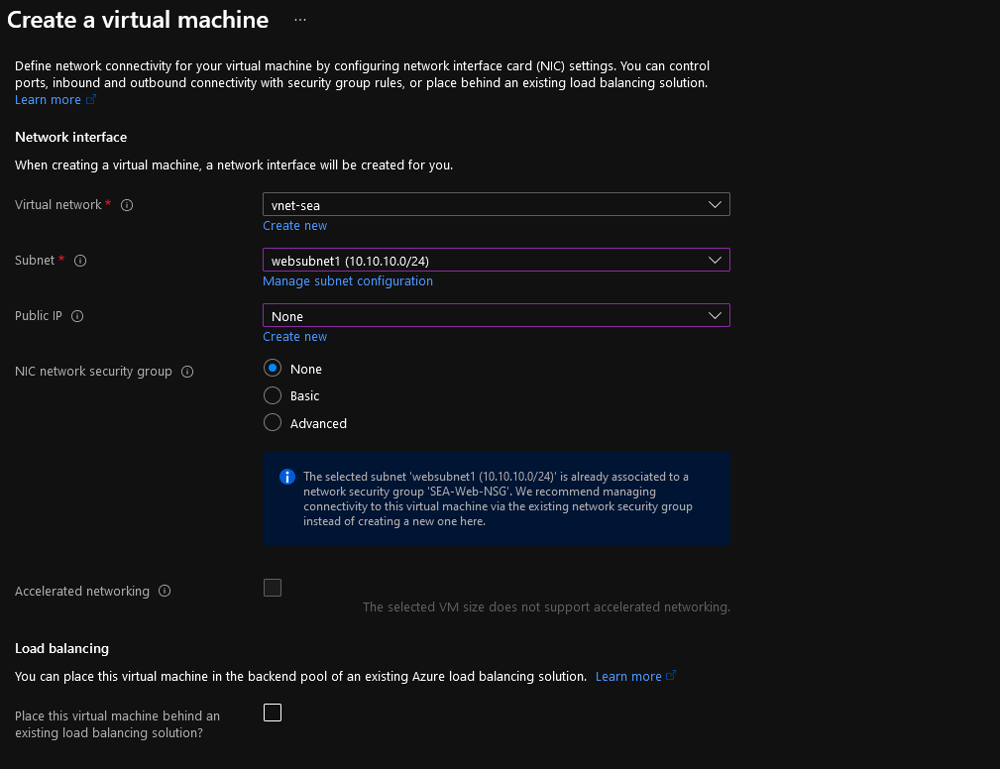 Create a virtual machine ...
Define network connectivity for your virtual machine by configuring network interface card (NIC) settings. You can control
ports, inbound and outbound connectivity with security group rules, or place behind an existing load balancing solution.
Learn more
Network interface
When creating a virtual machine, a network interface will be created for you.
Virtual network *
vnet-sea
Create new
Subnet *
websubnet1 (10.10.10.0/24)
Manage subnet configuration
Public IP
None
Create new
NIC network security group
None
Basic
Advanced
The selected subnet 'websubnet1 (10.10.10.0/24)' is already associated to a
network security group 'SEA-Web-NSG'. We recommend managing
connectivity to this virtual machine via the existing network security group
instead of creating a new one here.
Accelerated networking
The selected VM size does not support accelerated networking.
Load balancing
You can place this virtual machine in the backend pool of an existing Azure load balancing solution. Learn more
Place this virtual machine behind an
existing load balancing solution?